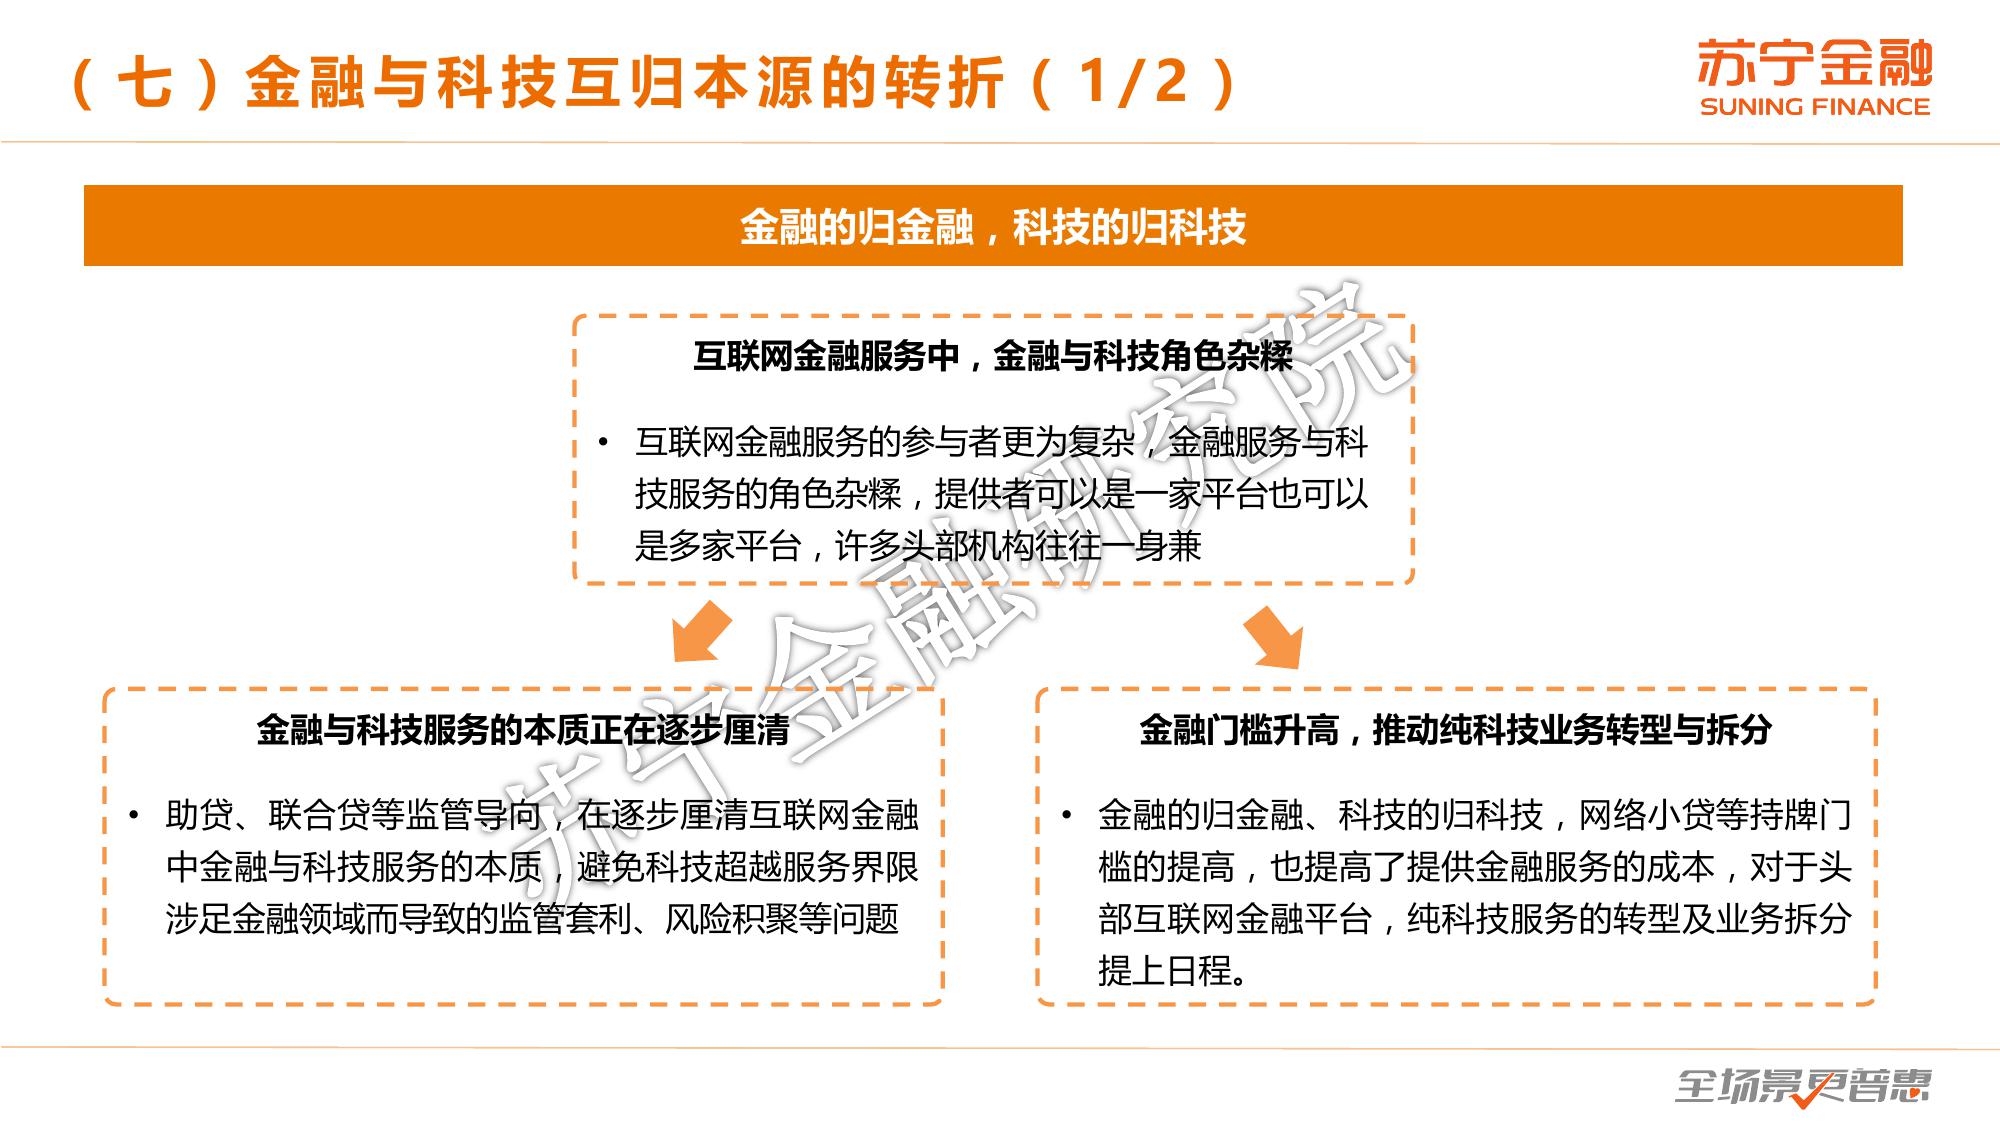 （七）金融与科技互归本源的转折（1/2）
苏宁金融
SUNING FINANCE
金融的归金融，科技的归科技
互联网金融服务中，金融与科技角色杂糅
• 互联网金融服务的参与者更为复杂，金融服务与科
技服务的角色杂糅，提供者可以是一家平台也可以
是多家平台，许多头部机构往往一身兼
金融与科技服务的本质正在逐步厘清
• 助贷、联合贷等监管导向，在逐步厘清互联网金融
中金融与科技服务的本质，避免科技超越服务界限
涉足金融领域而导致的监管套利、风险积聚等问题
金融门槛升高，推动纯科技业务转型与拆分
• 金融的归金融、科技的归科技，网络小贷等持牌门
槛的提高，也提高了提供金融服务的成本，对于头
部互联网金融平台，纯科技服务的转型及业务拆分
提上日程。
苏宁金融研究院
全场景更普惠